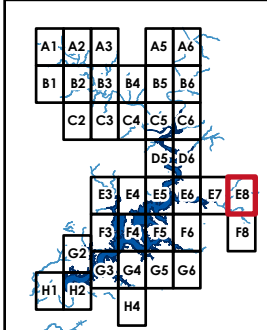 A1 A2 A3 A5 A6
B1 B2 B3 B4 B5 B6
C2 C3 C4 C5 C6
D5 D6
E3 E4 E5 E6 E7 E8
F3 F4 F5 F6 F8
G2
G3 G4 G5 G6
H1 H2
H4